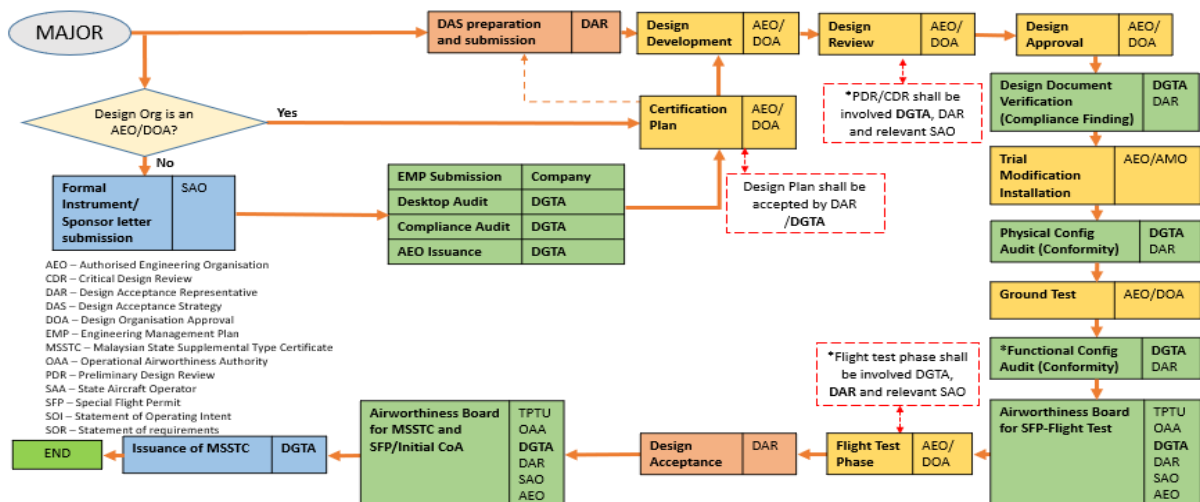 MAJOR
DAS preparation
and submission
DAR
Design
Development
AEO/
DOA
Design
Review
AEO/
DOA
Design
Approval
AEO/
DOA
Design Org is an
AEO/DOA?
Yes
No
Certification
Plan
AEO/
DOA
*PDR/CDR shall be
involved DGTA, DAR
and relevant SAO
Design Document
Verification
(Compliance Finding)
DGTA
DAR
Formal
Instrument/
Sponsor letter
submission
SAO
EMP Submission
Company
Desktop Audit
DGTA
Compliance Audit
DGTA
AEO Issuance
DGTA
Design Plan shall be
accepted by DAR
/DGTA
Trial
Modification
Installation
AEO/AMO
Physical Config
Audit (Conformity)
DGTA
DAR
Ground Test
AEO/DOA
*Functional Config
Audit (Conformity)
DGTA
DAR
AEO – Authorised Engineering Organisation
CDR – Critical Design Review
DAR – Design Acceptance Representative
DAS – Design Acceptance Strategy
DOA – Design Organisation Approval
EMP – Engineering Management Plan
MSSTC – Malaysian State Supplemental Type Certificate
OAA – Operational Airworthiness Authority
PDR – Preliminary Design Review
SAA – State Aircraft Operator
SFP – Special Flight Permit
SOI – Statement of Operating Intent
SOR – Statement of requirements
*Flight test phase shall
be involved DGTA,
DAR and relevant SAO
Airworthiness Board
for SFP-Flight Test
TPTU
OAA
DGTA
DAR
SAO
AEO
Flight Test
Phase
AEO/
DOA
Design
Acceptance
DAR
Airworthiness Board
for MSSTC and
SFP/Initial CoA
TPTU
OAA
DGTA
DAR
SAO
AEO
Issuance of MSSTC
DGTA
END